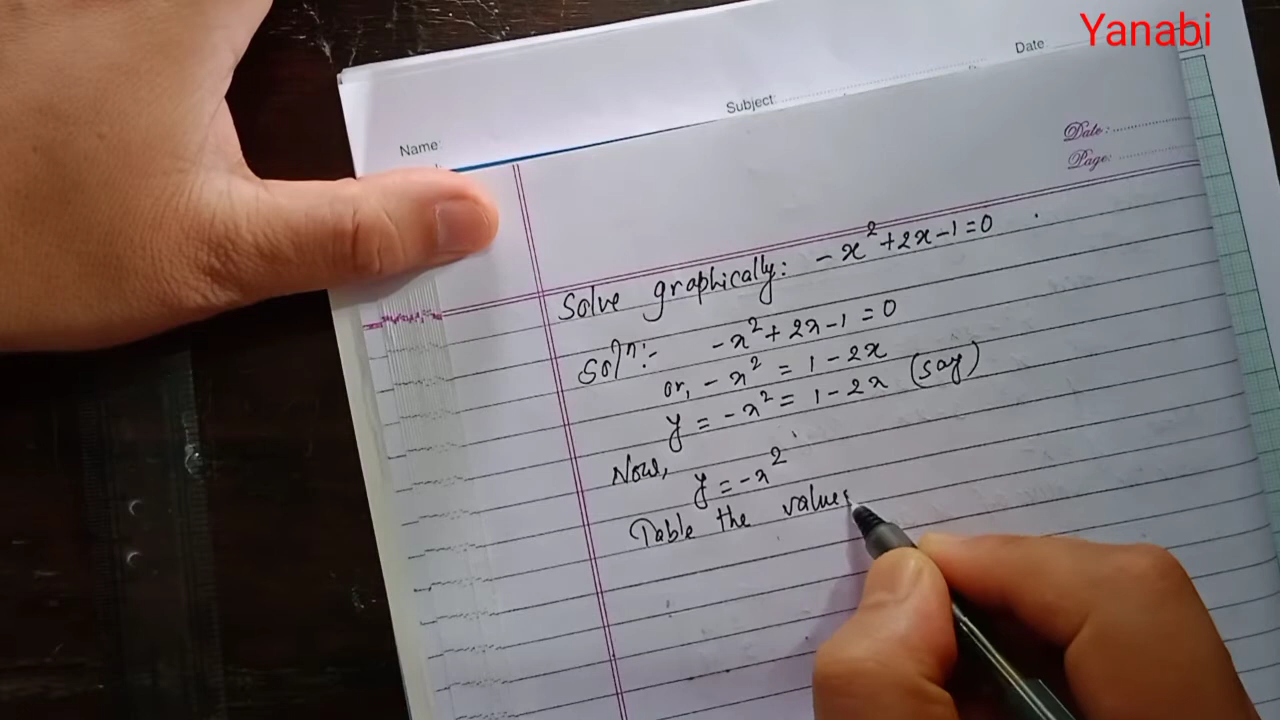 Yanabi
Date
Subject:
Name:
Date:
Page:
Solve graphically: -x²+2x-1=0
Solⁿ:- -x²+2x-1=0
or, -x² = 1-2x
y = -x² = 1-2x (say)
Now,
y = -x²
Table the values